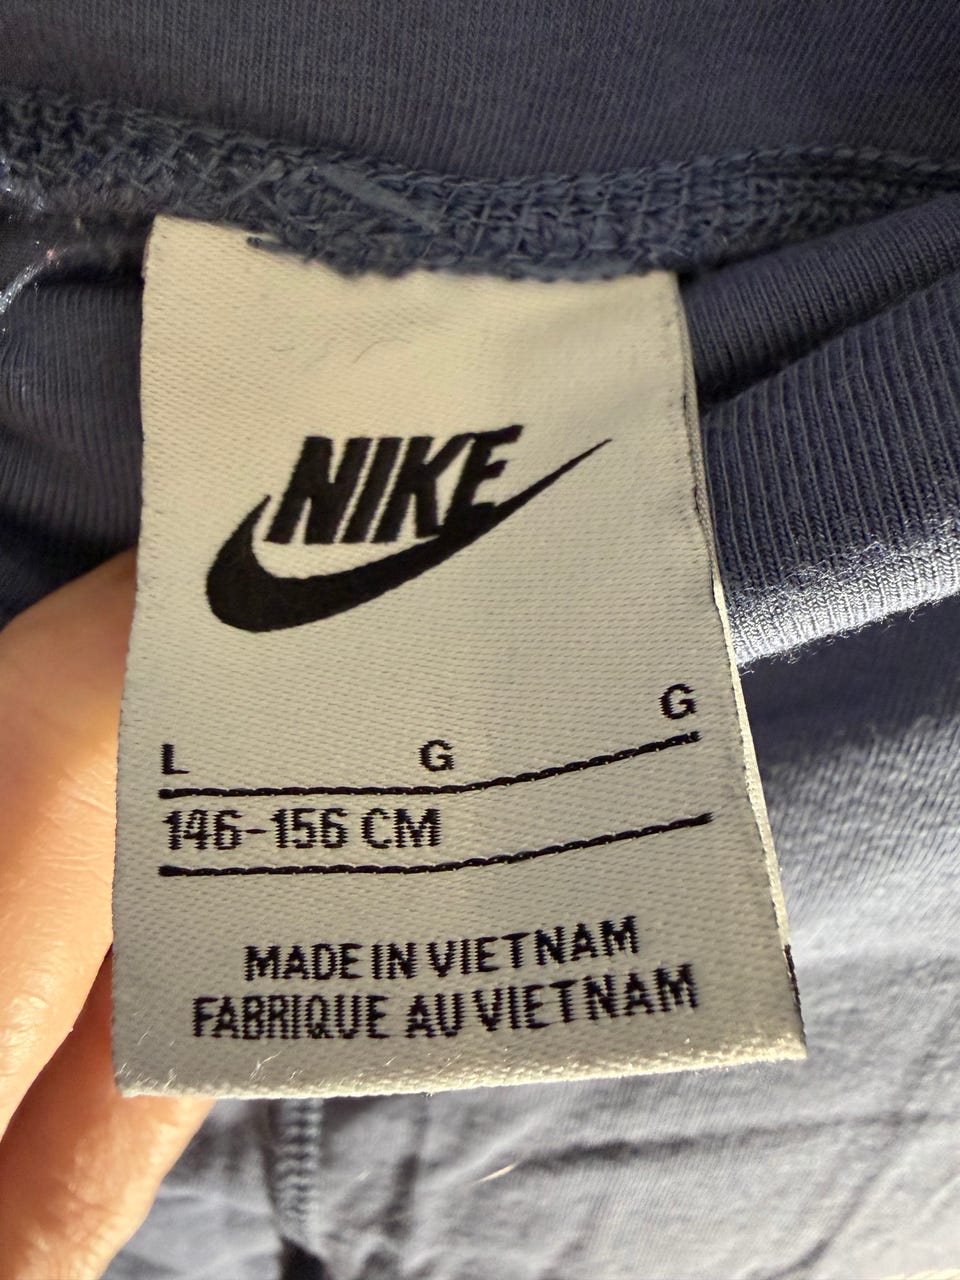 NIKE
L G G
146-156 CM
MADE IN VIETNAM
FABRIQUE AU VIETNAM